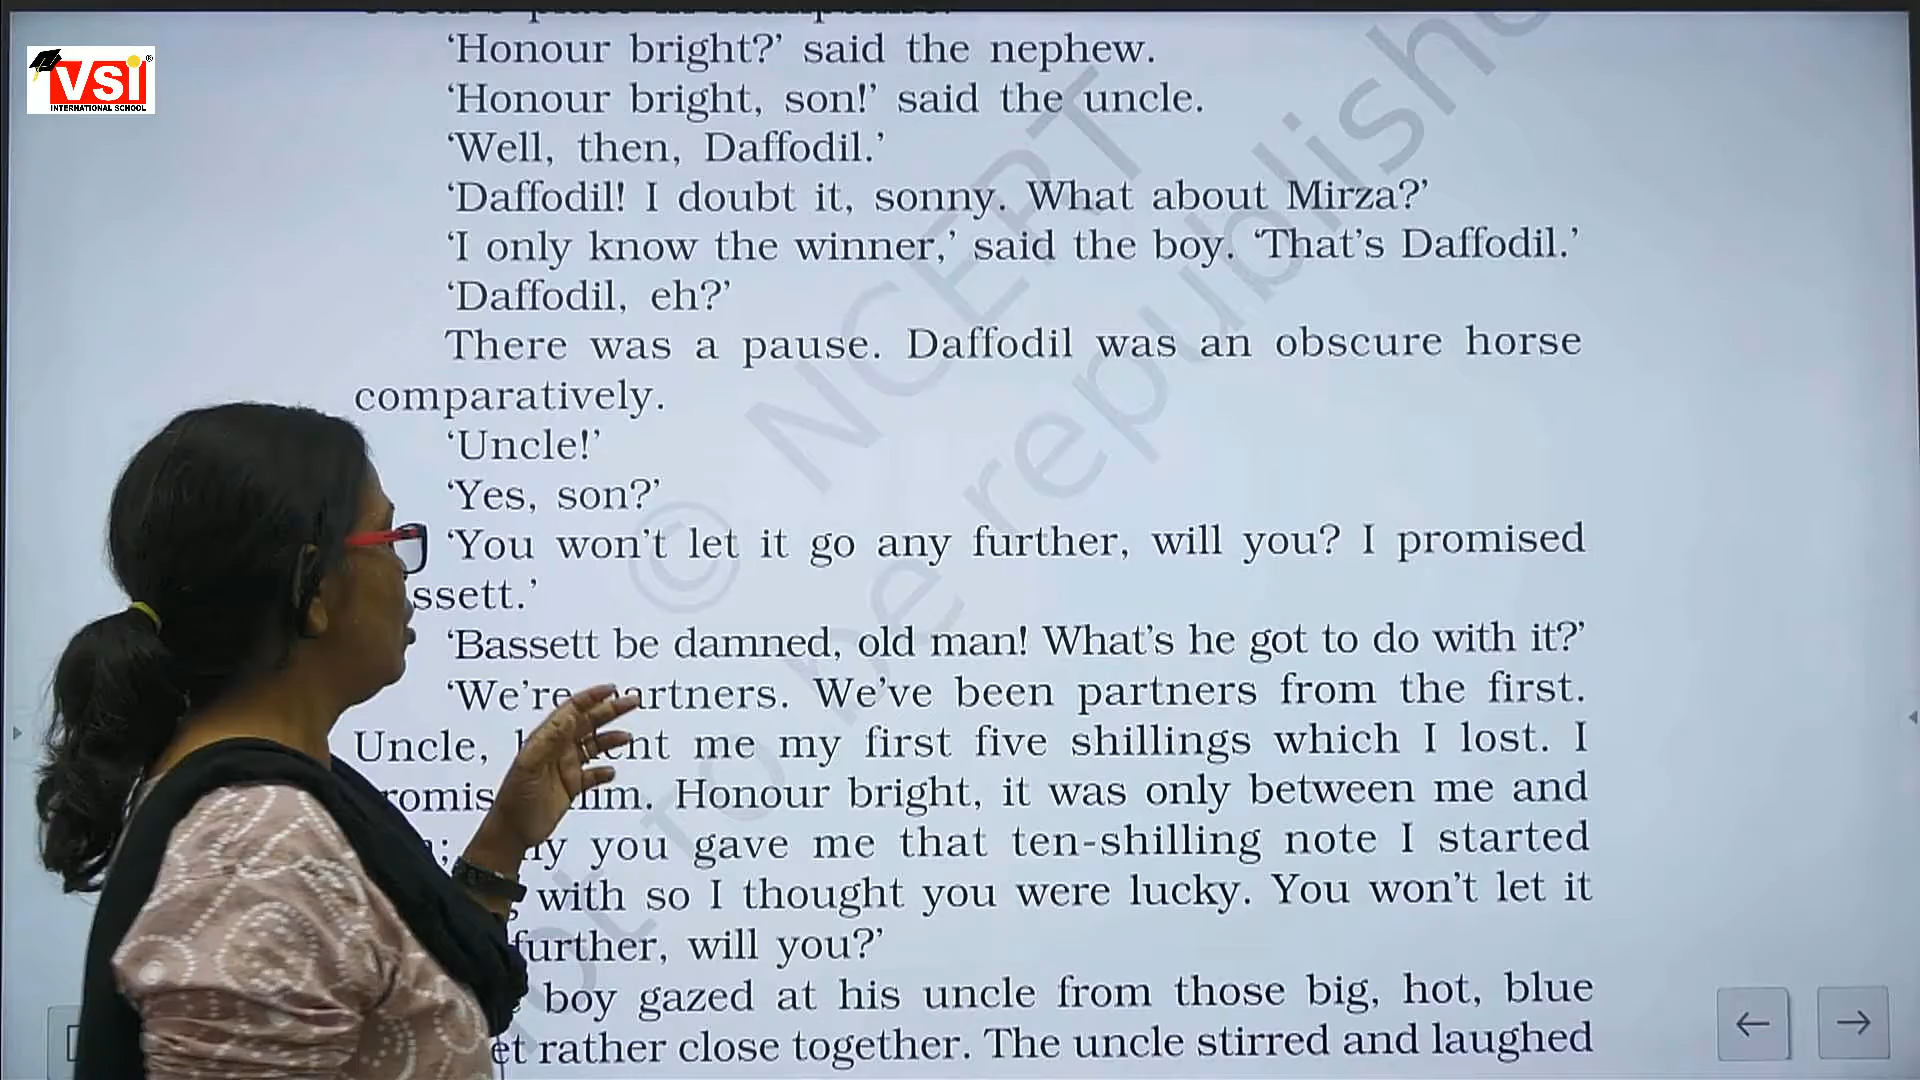 VSI
INTERNATIONAL SCHOOL
‘Honour bright?’ said the nephew.
‘Honour bright, son!’ said the uncle.
‘Well, then, Daffodil.’
‘Daffodil! I doubt it, sonny. What about Mirza?’
‘I only know the winner,’ said the boy. ‘That’s Daffodil.’
‘Daffodil, eh?’
There was a pause. Daffodil was an obscure horse
comparatively.
‘Uncle!’
‘Yes, son?’
‘You won’t let it go any further, will you? I promised
ssett.’
‘Bassett be damned, old man! What’s he got to do with it?’
‘We’re partners. We’ve been partners from the first.
Uncle, me my first five shillings which I lost. I
him. Honour bright, it was only between me and
you gave me that ten-shilling note I started
with so I thought you were lucky. You won’t let it
further, will you?’
boy gazed at his uncle from those big, hot, blue
rather close together. The uncle stirred and laughed
© NCERT
not to be republished